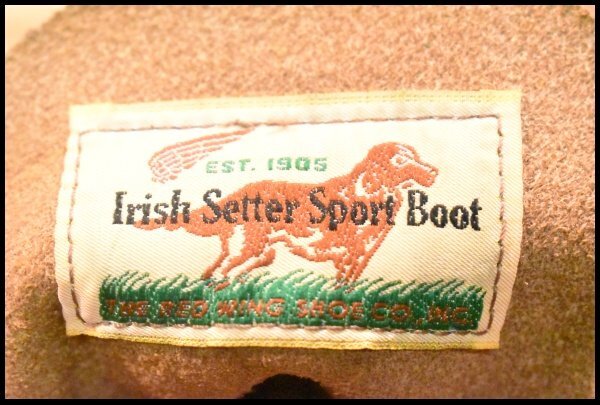 EST. 1905
Irish Setter Sport Boot
THE RED WING SHOE CO. INC.